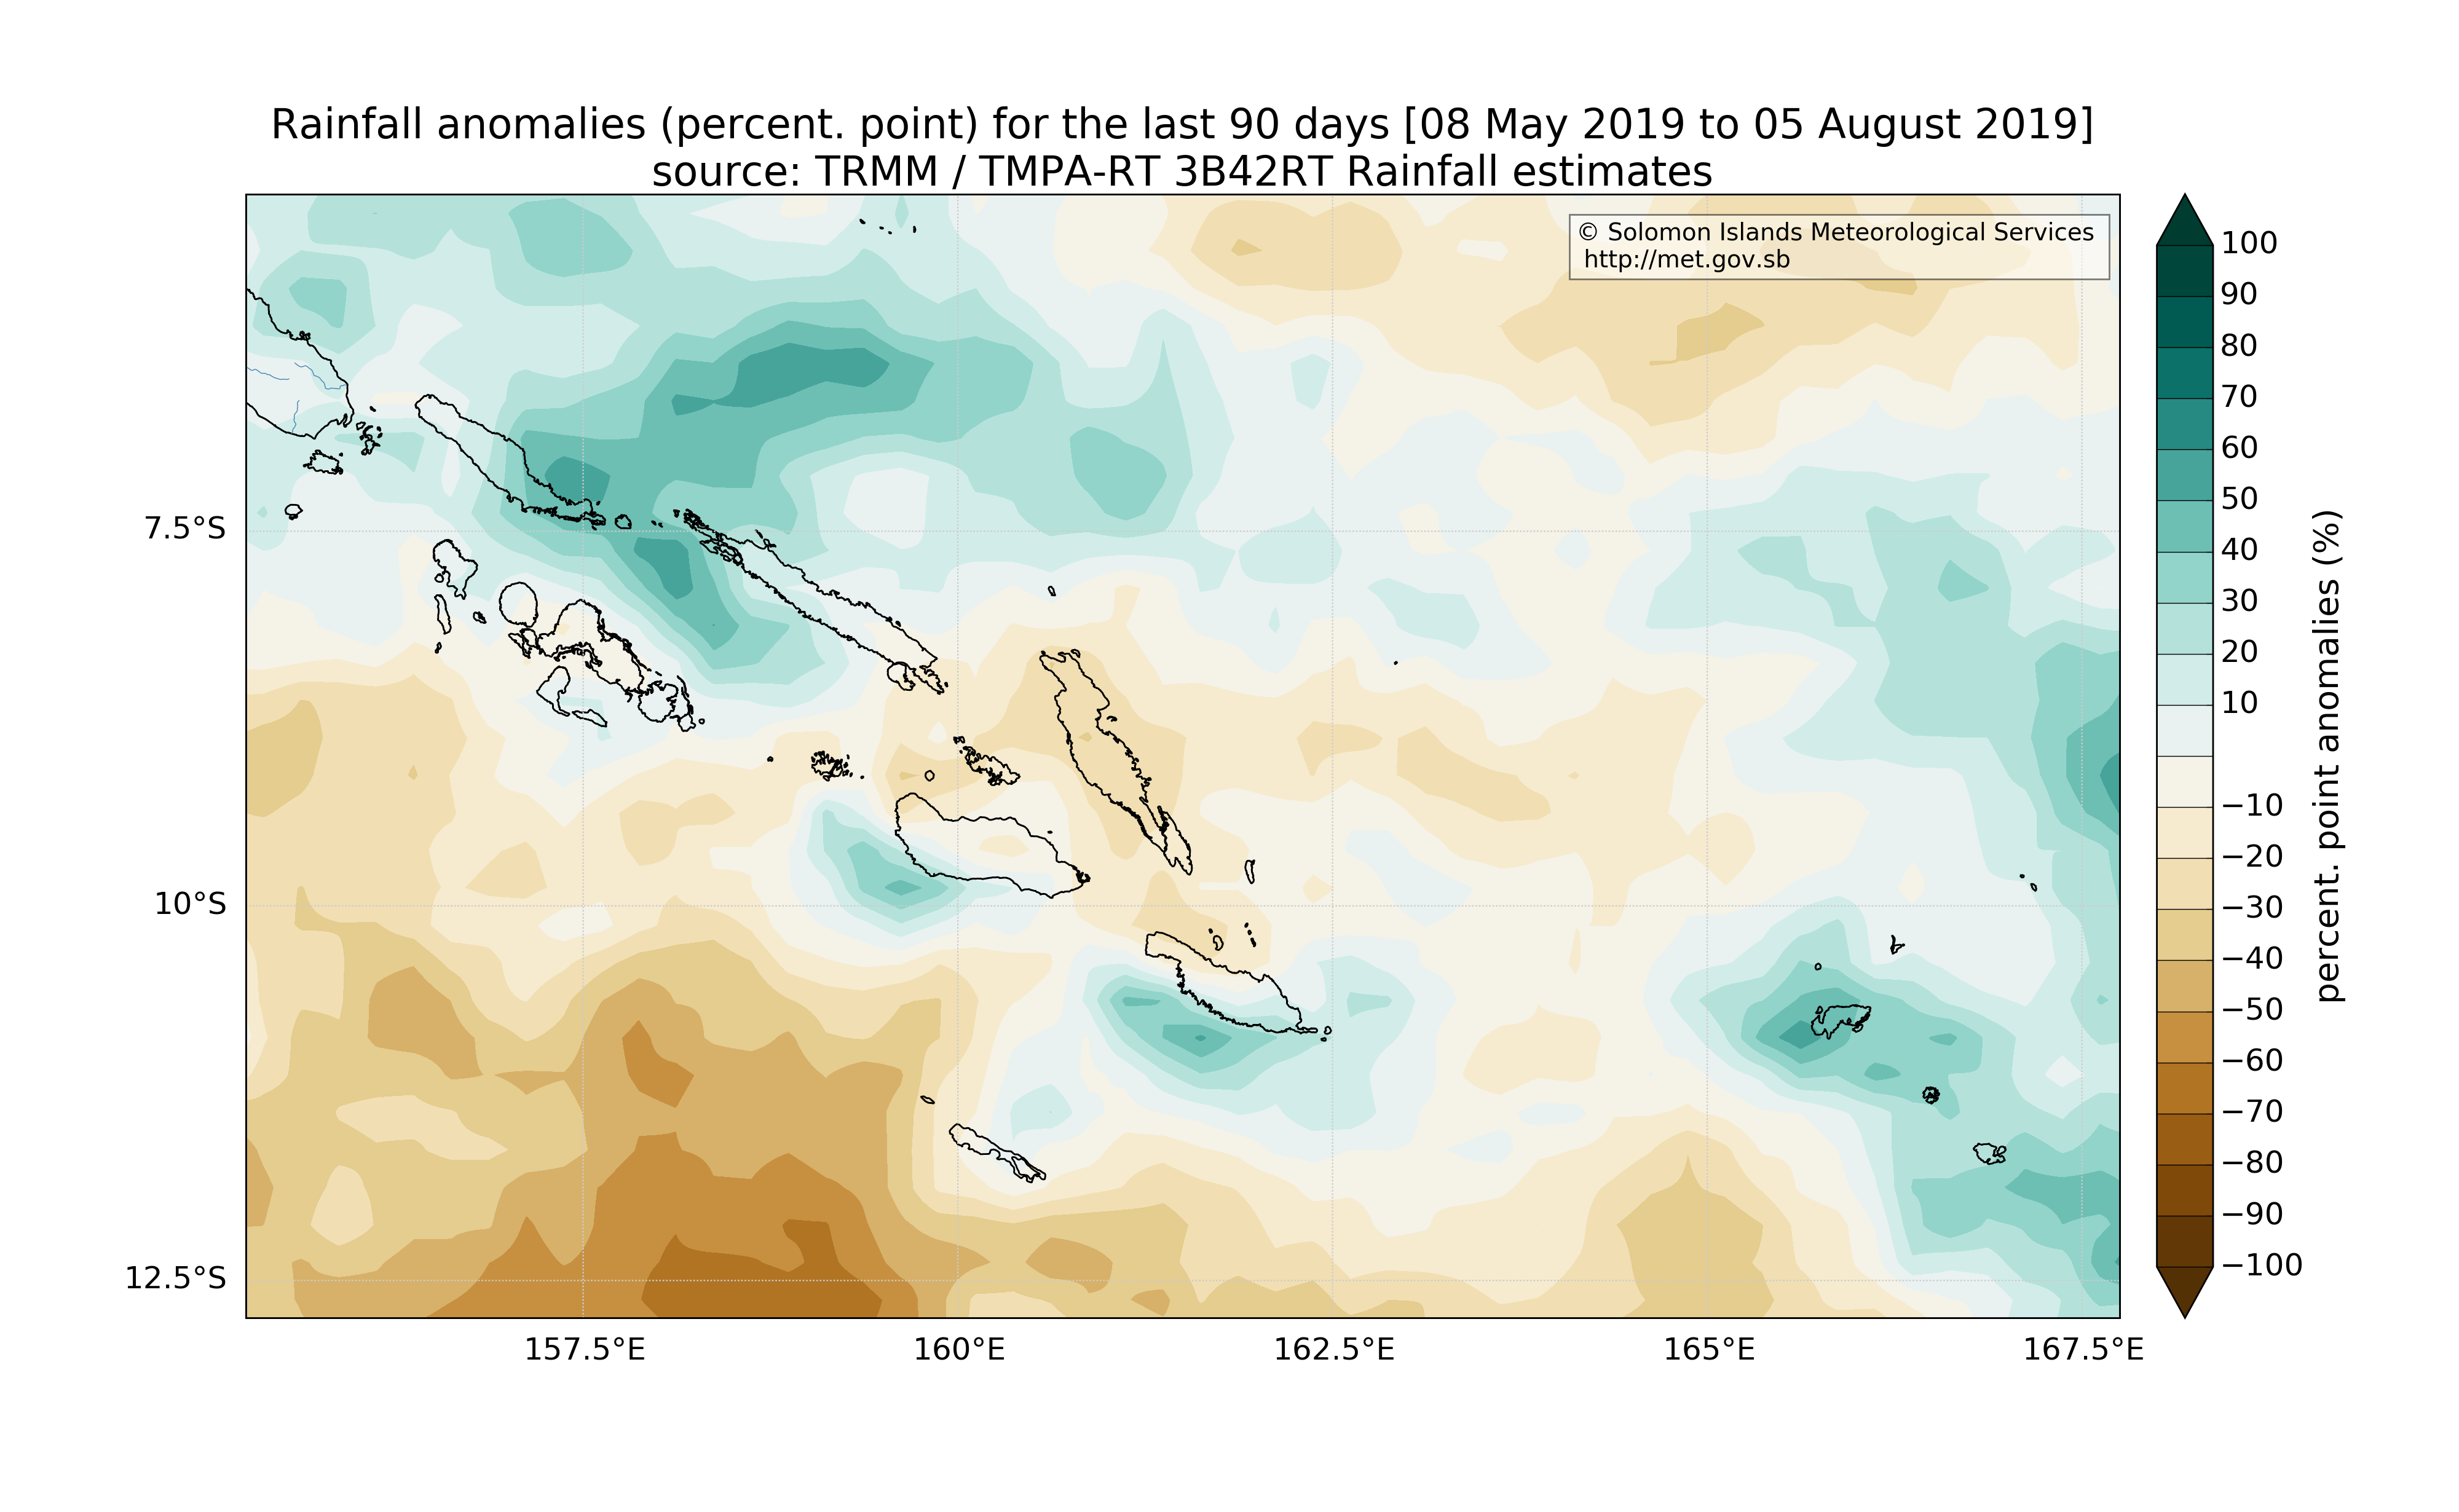 Rainfall anomalies (percent. point) for the last 90 days [08 May 2019 to 05 August 2019]
source: TRMM / TMPA-RT 3B42RT Rainfall estimates
© Solomon Islands Meteorological Services
http://met.gov.sb
7.5°S
10°S
12.5°S
157.5°E
160°E
162.5°E
165°E
167.5°E
100
90
80
70
60
50
40
30
20
10
−10
−20
−30
−40
−50
−60
−70
−80
−90
−100
percent. point anomalies (%)